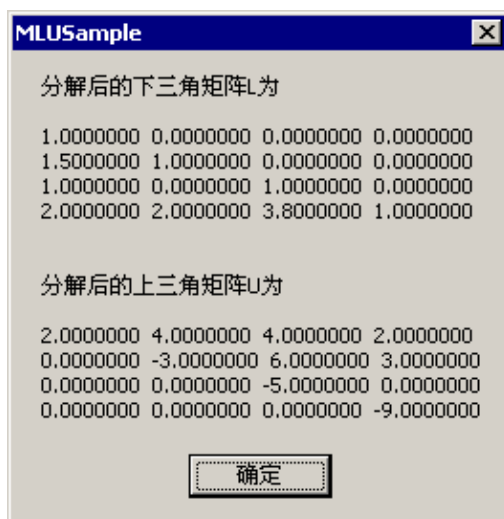 MLUSample
分解后的下三角矩阵L为
1.0000000 0.0000000 0.0000000 0.0000000
1.5000000 1.0000000 0.0000000 0.0000000
1.0000000 0.0000000 1.0000000 0.0000000
2.0000000 2.0000000 3.8000000 1.0000000
分解后的上三角矩阵U为
2.0000000 4.0000000 4.0000000 2.0000000
0.0000000 -3.0000000 6.0000000 3.0000000
0.0000000 0.0000000 -5.0000000 0.0000000
0.0000000 0.0000000 0.0000000 -9.0000000
确定